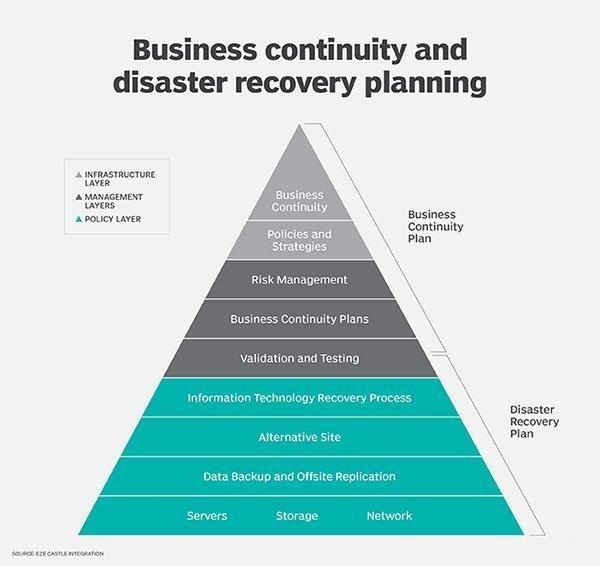 Business continuity and
disaster recovery planning
INFRASTRUCTURE
LAYER
MANAGEMENT
LAYERS
POLICY LAYER
Business
Continuity
Policies and
Strategies
Risk Management
Business Continuity Plans
Validation and Testing
Information Technology Recovery Process
Alternative Site
Data Backup and Offsite Replication
Servers Storage Network
Business
Continuity
Plan
Disaster
Recovery
Plan
SOURCE: EZE CASTLE INTEGRATION